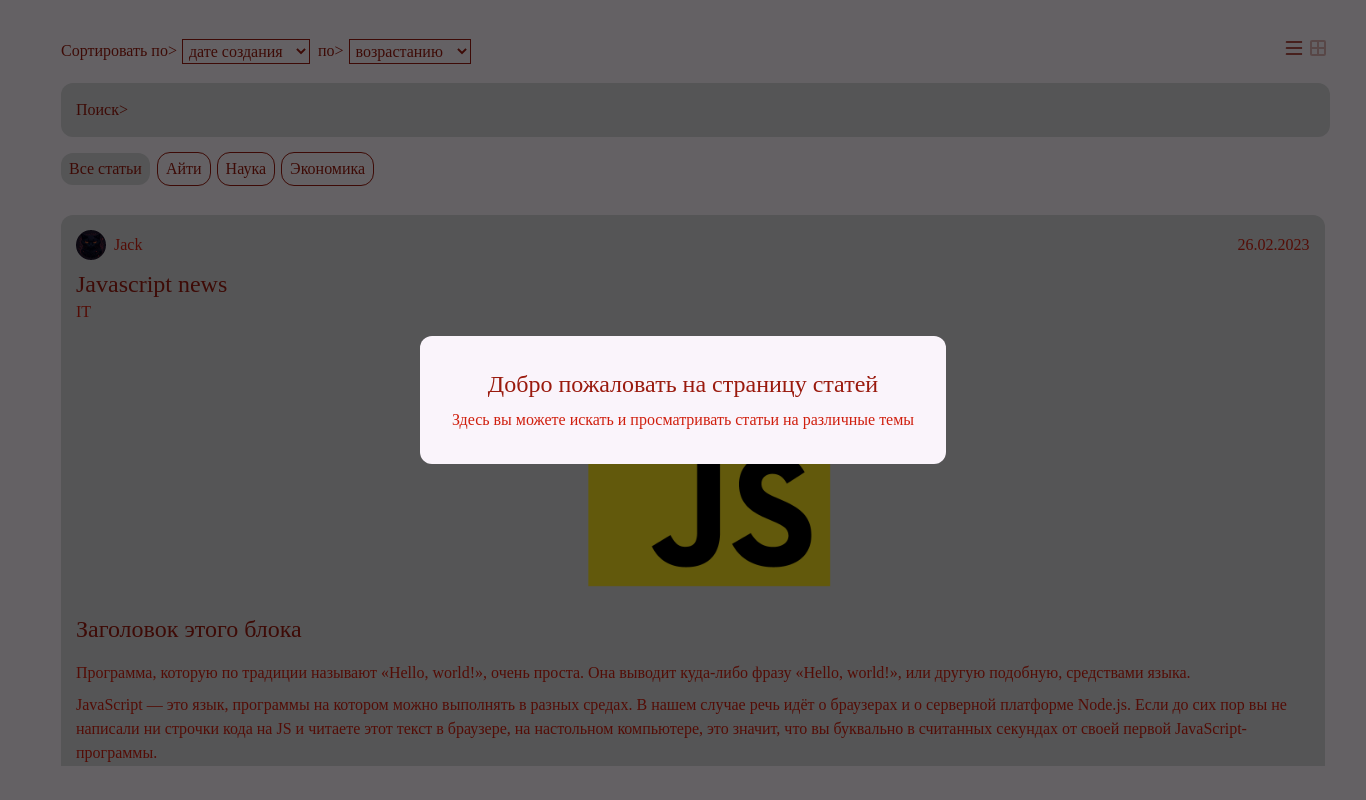 Сортировать по> дате создания по> возрастанию
Поиск>
Все статьи Айти Наука Экономика
Jack 26.02.2023
Javascript news
IT
Добро пожаловать на страницу статей
Здесь вы можете искать и просматривать статьи на различные темы
JS
Заголовок этого блока
Программа, которую по традиции называют «Hello, world!», очень проста. Она выводит куда-либо фразу «Hello, world!», или другую подобную, средствами языка.
JavaScript — это язык, программы на котором можно выполнять в разных средах. В нашем случае речь идёт о браузерах и о серверной платформе Node.js. Если до сих пор вы не
написали ни строчки кода на JS и читаете этот текст в браузере, на настольном компьютере, это значит, что вы буквально в считанных секундах от своей первой JavaScript-
программы.